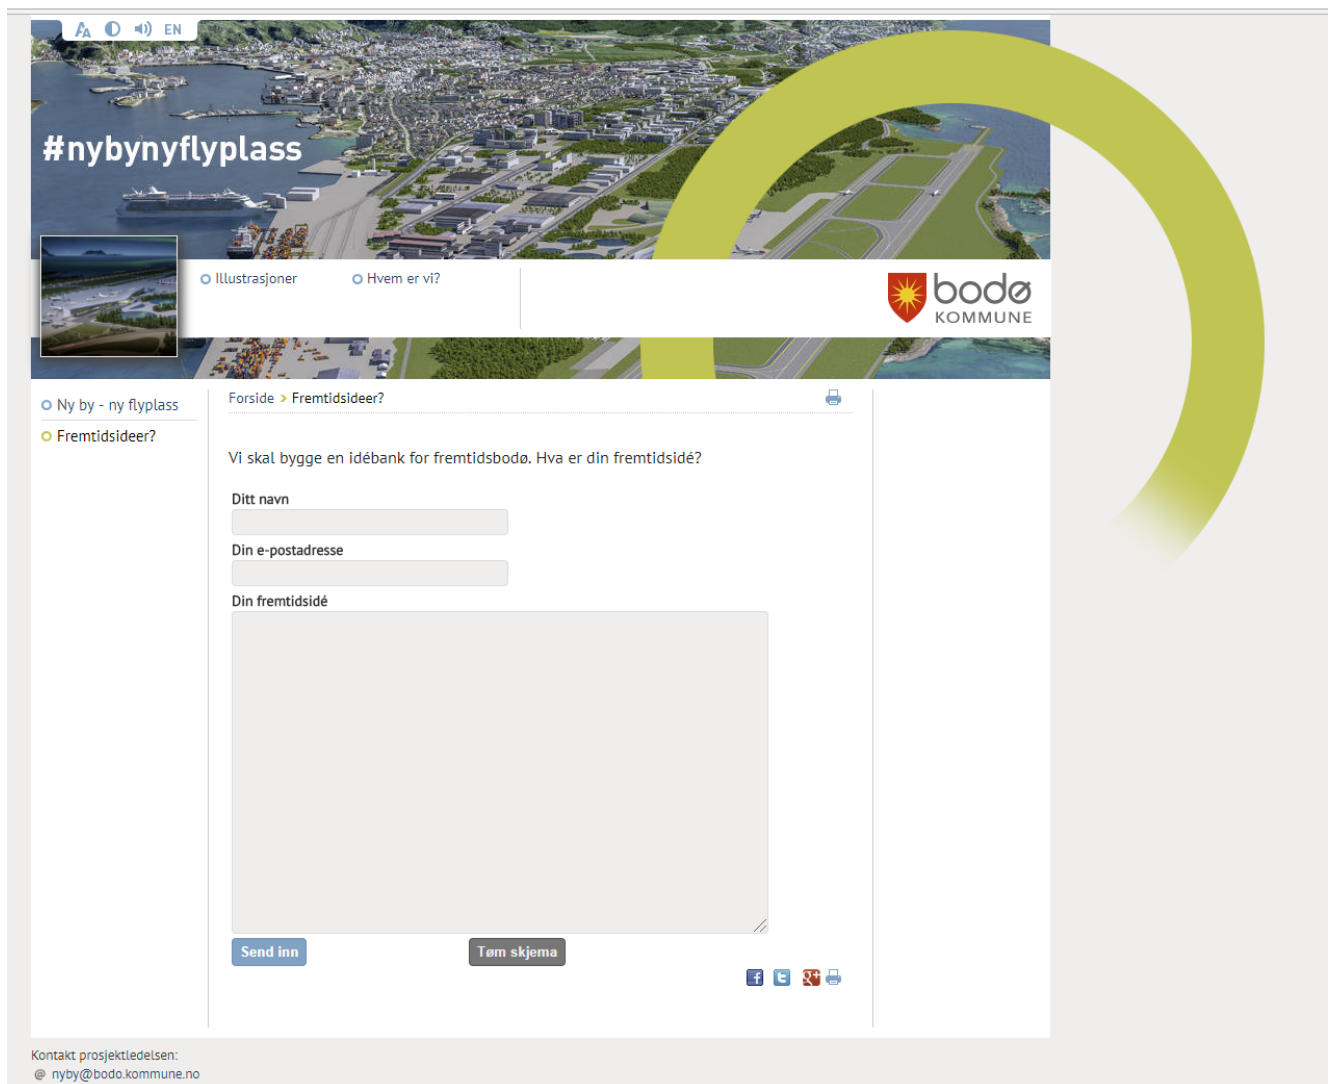 EN
#nybynyflyplass
Illustrasjoner
Hvem er vi?
bodø
KOMMUNE
Ny by - ny flyplass
Fremtidsideer?
Forside > Fremtidsideer?
Vi skal bygge en idébank for fremtidsbodø. Hva er din fremtidsidé?
Ditt navn
Din e-postadresse
Din fremtidsidé
Send inn
Tøm skjema
Kontakt prosjektledelsen:
@ nyby@bodo.kommune.no